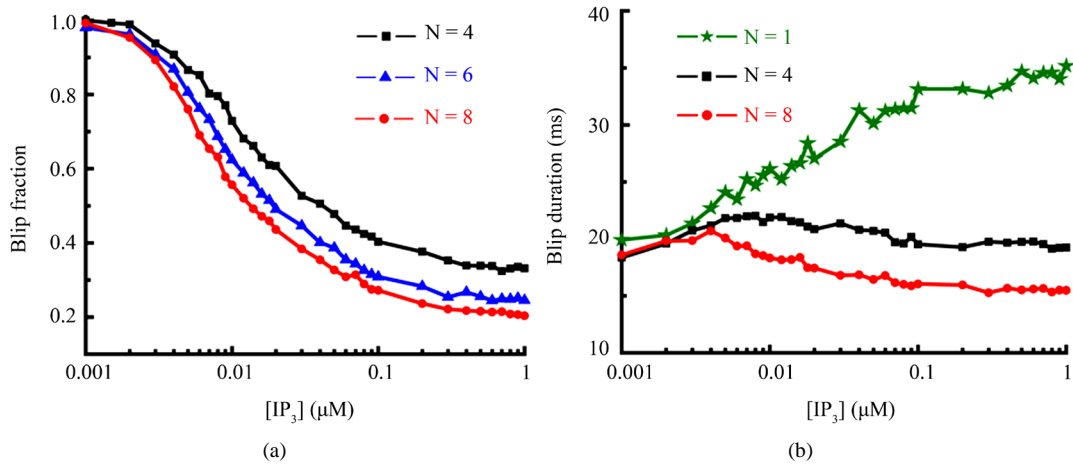 1.0
0.8
0.6
0.4
0.2
Blip fraction
N = 4
N = 6
N = 8
0.001
0.01
0.1
1
[IP₃] (μM)
(a)
40
30
20
10
Blip duration (ms)
N = 1
N = 4
N = 8
0.001
0.01
0.1
1
[IP₃] (μM)
(b)